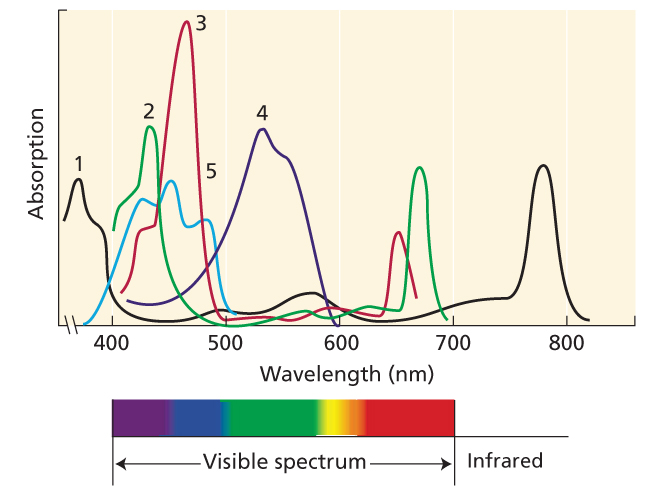 3
2
4
1
5
Absorption
400 500 600 700 800
Wavelength (nm)
Visible spectrum
Infrared